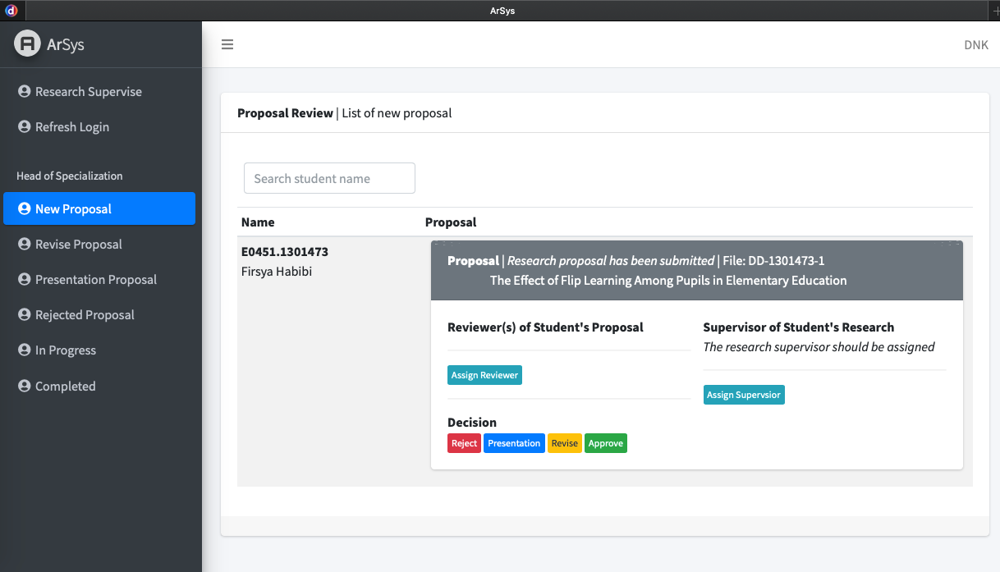 ArSys
ArSys
DNK
Research Supervise
Refresh Login
Head of Specialization
New Proposal
Revise Proposal
Presentation Proposal
Rejected Proposal
In Progress
Completed
Proposal Review | List of new proposal
Search student name
Name Proposal
E0451.1301473
Firsya Habibi
Proposal | Research proposal has been submitted | File: DD-1301473-1
The Effect of Flip Learning Among Pupils in Elementary Education
Reviewer(s) of Student's Proposal
Assign Reviewer
Supervisor of Student's Research
The research supervisor should be assigned
Assign Supervsior
Decision
Reject Presentation Revise Approve